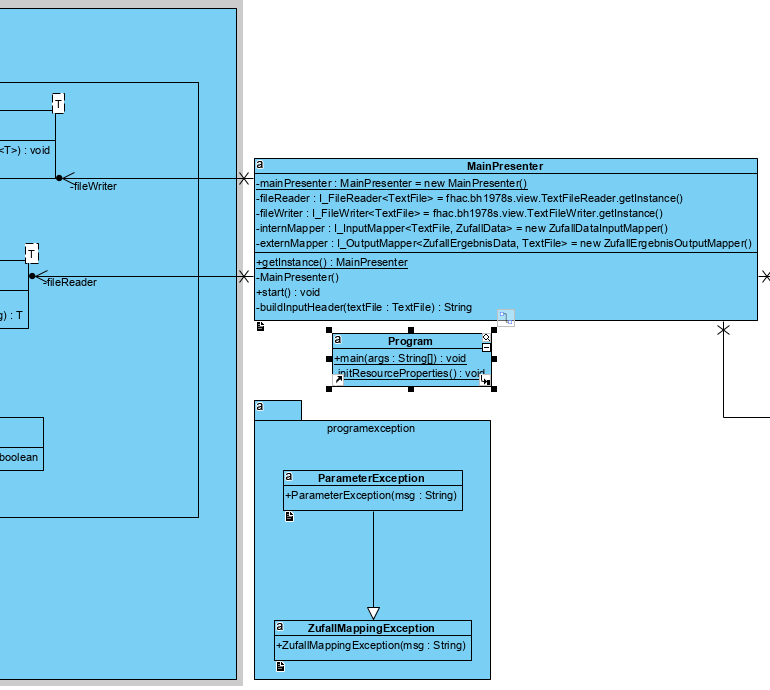 T
<T>) : void
-fileWriter
T
-fileReader
g) : T
boolean
a
MainPresenter
-mainPresenter : MainPresenter = new MainPresenter()
-fileReader : I_FileReader<TextFile> = fhac.bh1978s.view.TextFileReader.getInstance()
-fileWriter : I_FileWriter<TextFile> = fhac.bh1978s.view.TextFileWriter.getInstance()
-internMapper : I_InputMapper<TextFile, ZufallData> = new ZufallDataInputMapper()
-externMapper : I_OutputMapper<ZufallErgebnisData, TextFile> = new ZufallErgebnisOutputMapper()
+getInstance() : MainPresenter
-MainPresenter()
+start() : void
-buildInputHeader(textFile : TextFile) : String
a
Program
+main(args : String[]) : void
initResourceProperties() : void
a
programexception
a
ParameterException
+ParameterException(msg : String)
a
ZufallMappingException
+ZufallMappingException(msg : String)